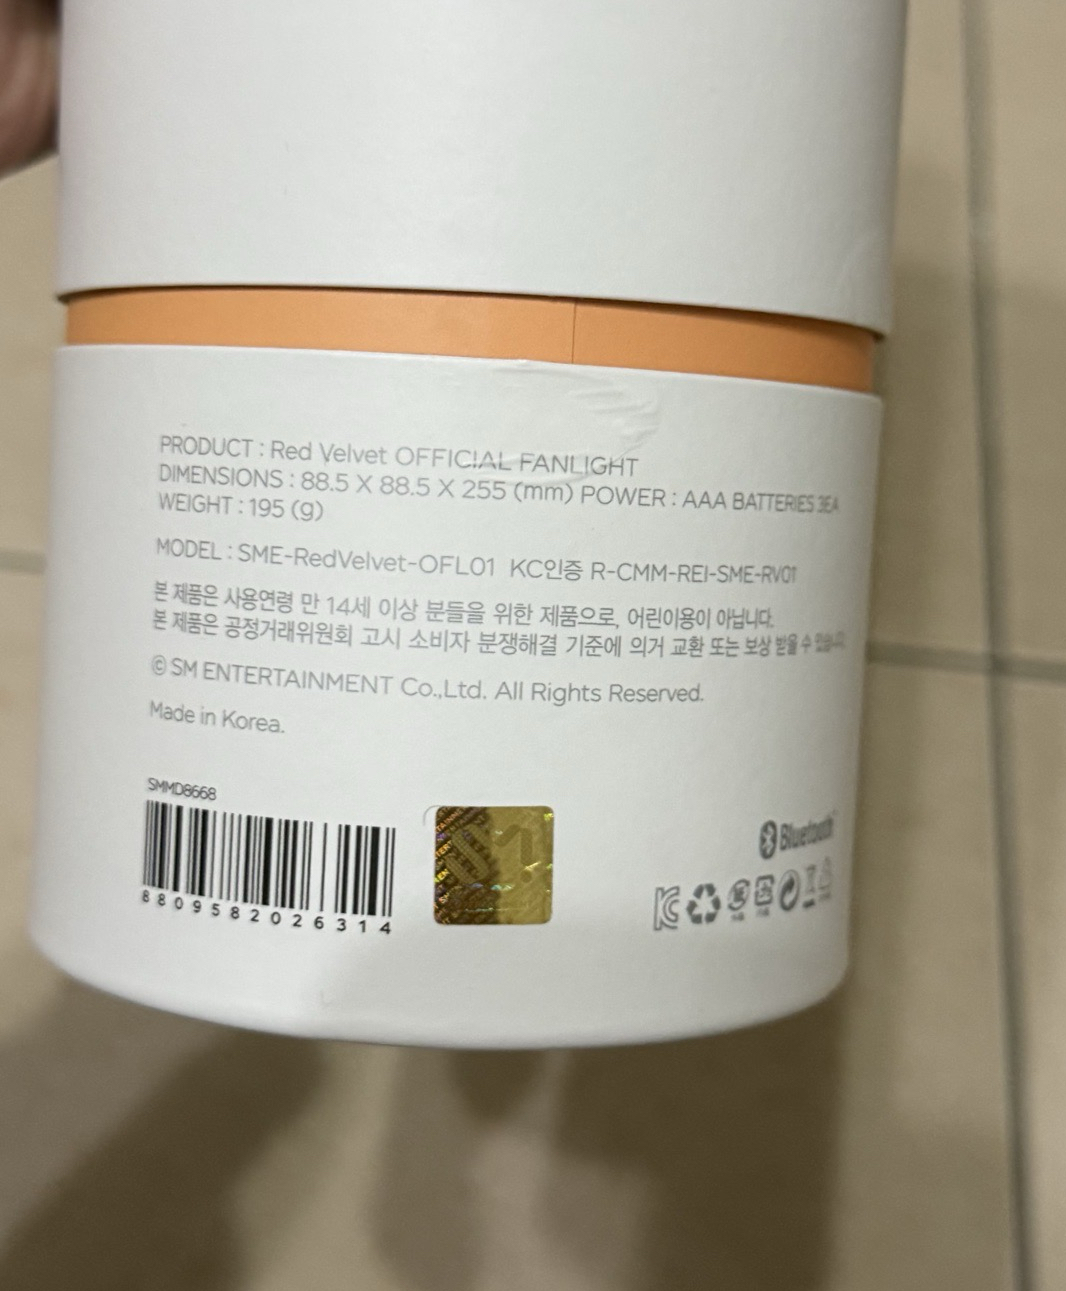 PRODUCT : Red Velvet OFFICIAL FANLIGHT
DIMENSIONS : 88.5 X 88.5 X 255 (mm) POWER : AAA BATTERIES 3EA
WEIGHT : 195 (g)
MODEL : SME-RedVelvet-OFL01 KC인증 R-CMM-REI-SME-RV01
본 제품은 사용연령 만 14세 이상 분들을 위한 제품으로, 어린이용이 아닙니다.
본 제품은 공정거래위원회 고시 소비자 분쟁해결 기준에 의거 교환 또는 보상 받을 수 있습니다.
© SM ENTERTAINMENT Co.,Ltd. All Rights Reserved.
Made in Korea.
SMMD8668
8809582026314
Bluetooth